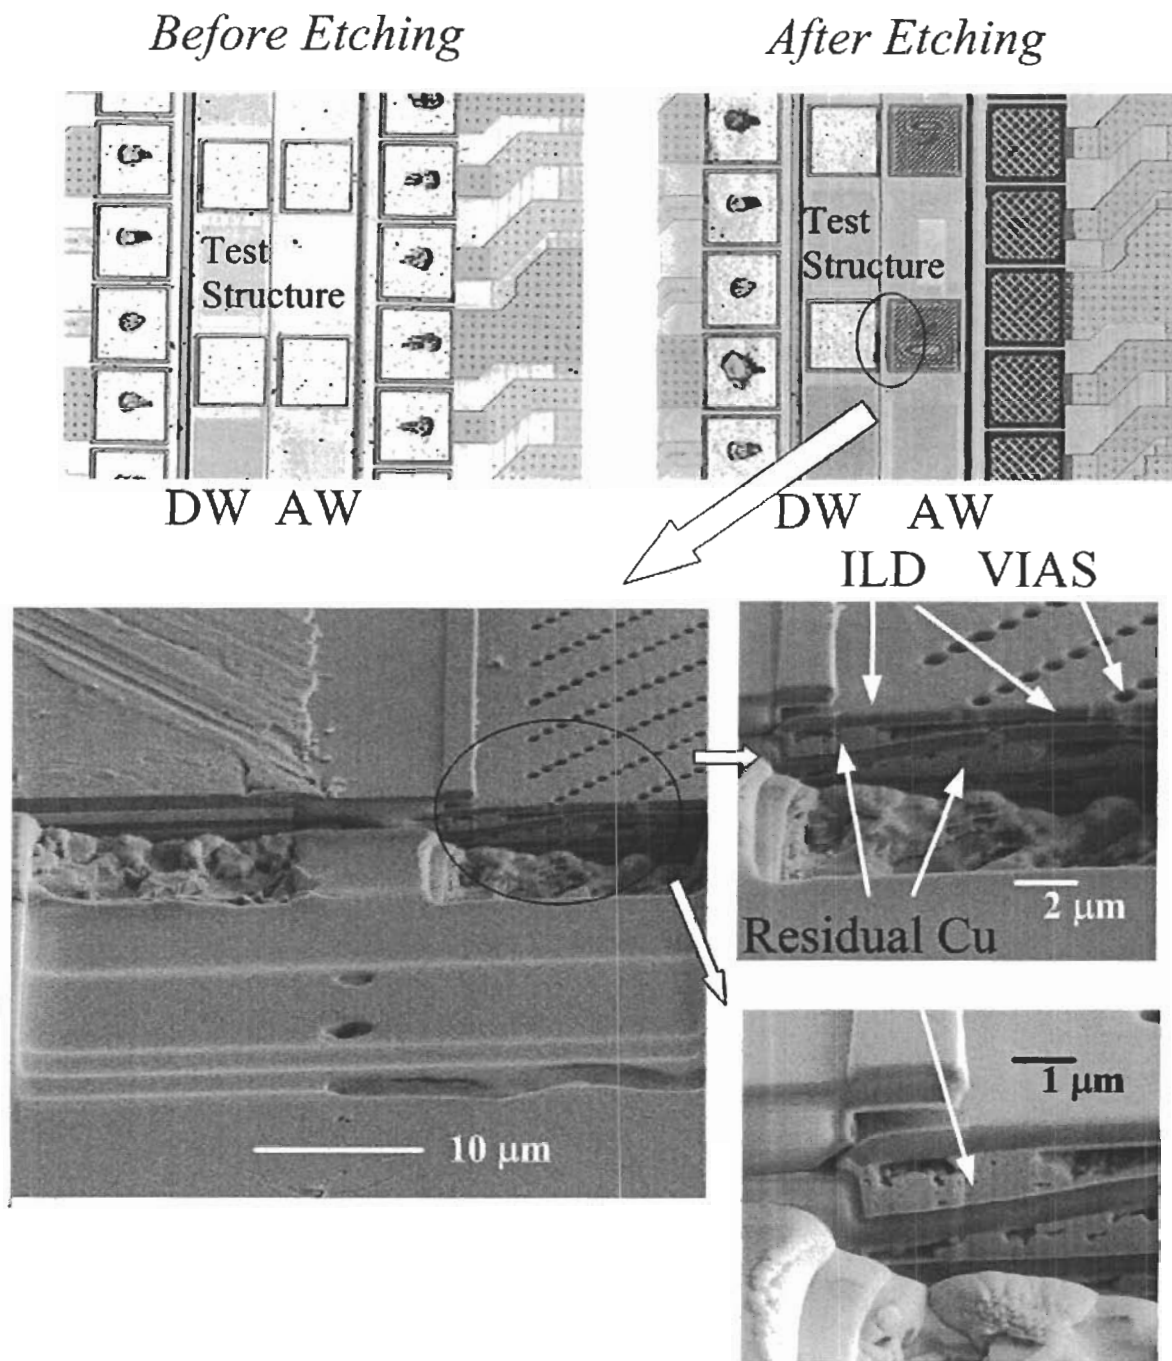 Before Etching
After Etching
Test
Structure
Test
Structure
DW AW
DW AW
ILD VIAS
Residual Cu
2 μm
10 μm
1 μm